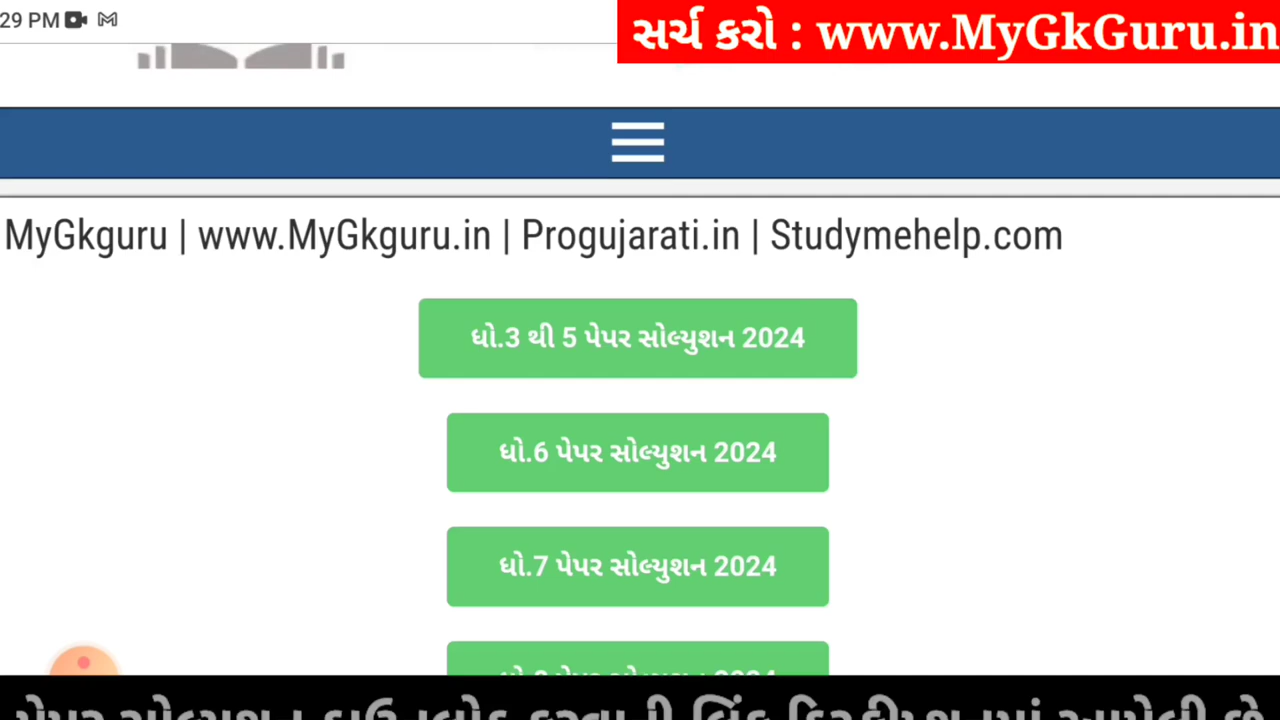 29 PM
સર્ચ કરો : www.MyGkGuru.in
MyGkguru | www.MyGkguru.in | Progujarati.in | Studymehelp.com
ધો.3 થી 5 પેપર સોલ્યુશન 2024
ધો.6 પેપર સોલ્યુશન 2024
ધો.7 પેપર સોલ્યુશન 2024